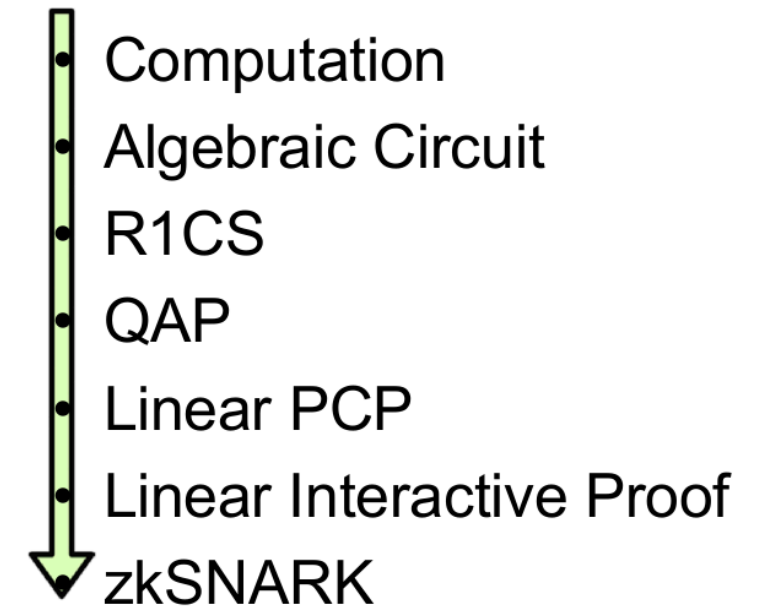 Computation
Algebraic Circuit
R1CS
QAP
Linear PCP
Linear Interactive Proof
zkSNARK